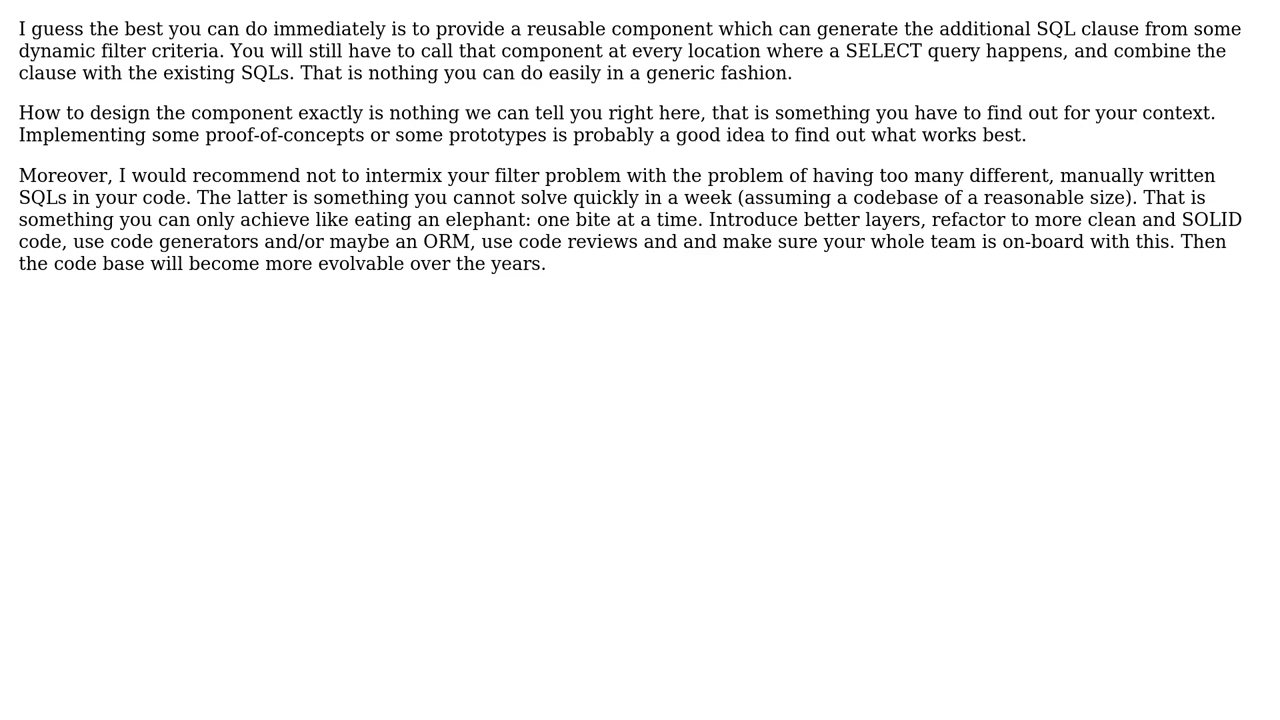 I guess the best you can do immediately is to provide a reusable component which can generate the additional SQL clause from some
dynamic filter criteria. You will still have to call that component at every location where a SELECT query happens, and combine the
clause with the existing SQLs. That is nothing you can do easily in a generic fashion.
How to design the component exactly is nothing we can tell you right here, that is something you have to find out for your context.
Implementing some proof-of-concepts or some prototypes is probably a good idea to find out what works best.
Moreover, I would recommend not to intermix your filter problem with the problem of having too many different, manually written
SQLs in your code. The latter is something you cannot solve quickly in a week (assuming a codebase of a reasonable size). That is
something you can only achieve like eating an elephant: one bite at a time. Introduce better layers, refactor to more clean and SOLID
code, use code generators and/or maybe an ORM, use code reviews and and make sure your whole team is on-board with this. Then
the code base will become more evolvable over the years.